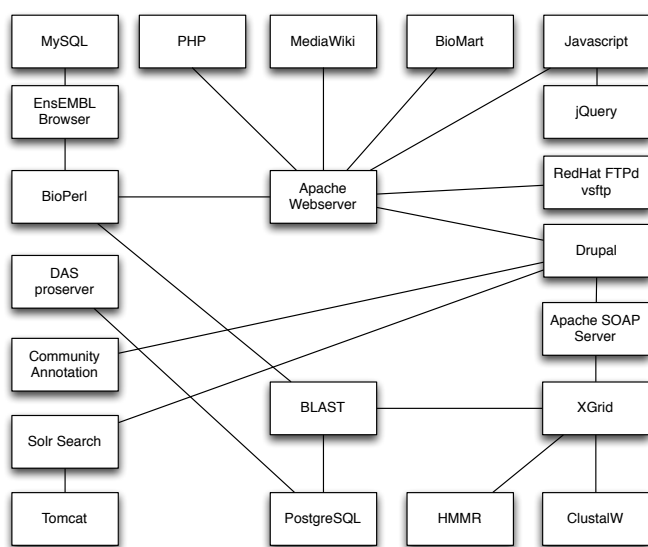 MySQL
PHP
MediaWiki
BioMart
Javascript
EnsEMBL
Browser
jQuery
BioPerl
Apache
Webserver
RedHat FTPd
vsftp
Drupal
DAS
proserver
Apache SOAP
Server
Community
Annotation
BLAST
XGrid
Solr Search
Tomcat
PostgreSQL
HMMR
ClustalW